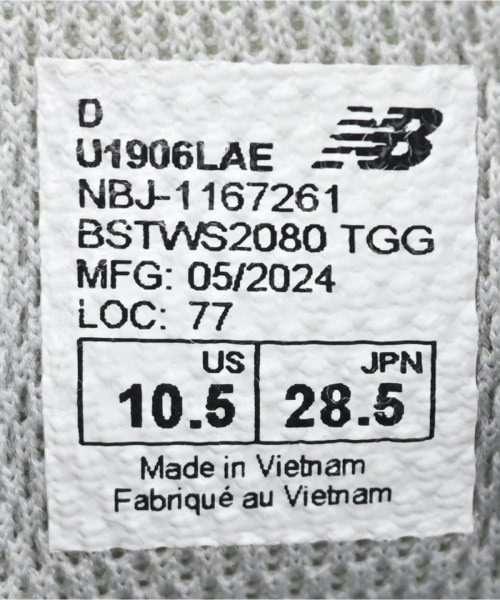 D
U1906LAE
NB
NBJ-1167261
BSTWS2080 TGG
MFG: 05/2024
LOC: 77
US JPN
10.5 28.5
Made in Vietnam
Fabriqué au Vietnam